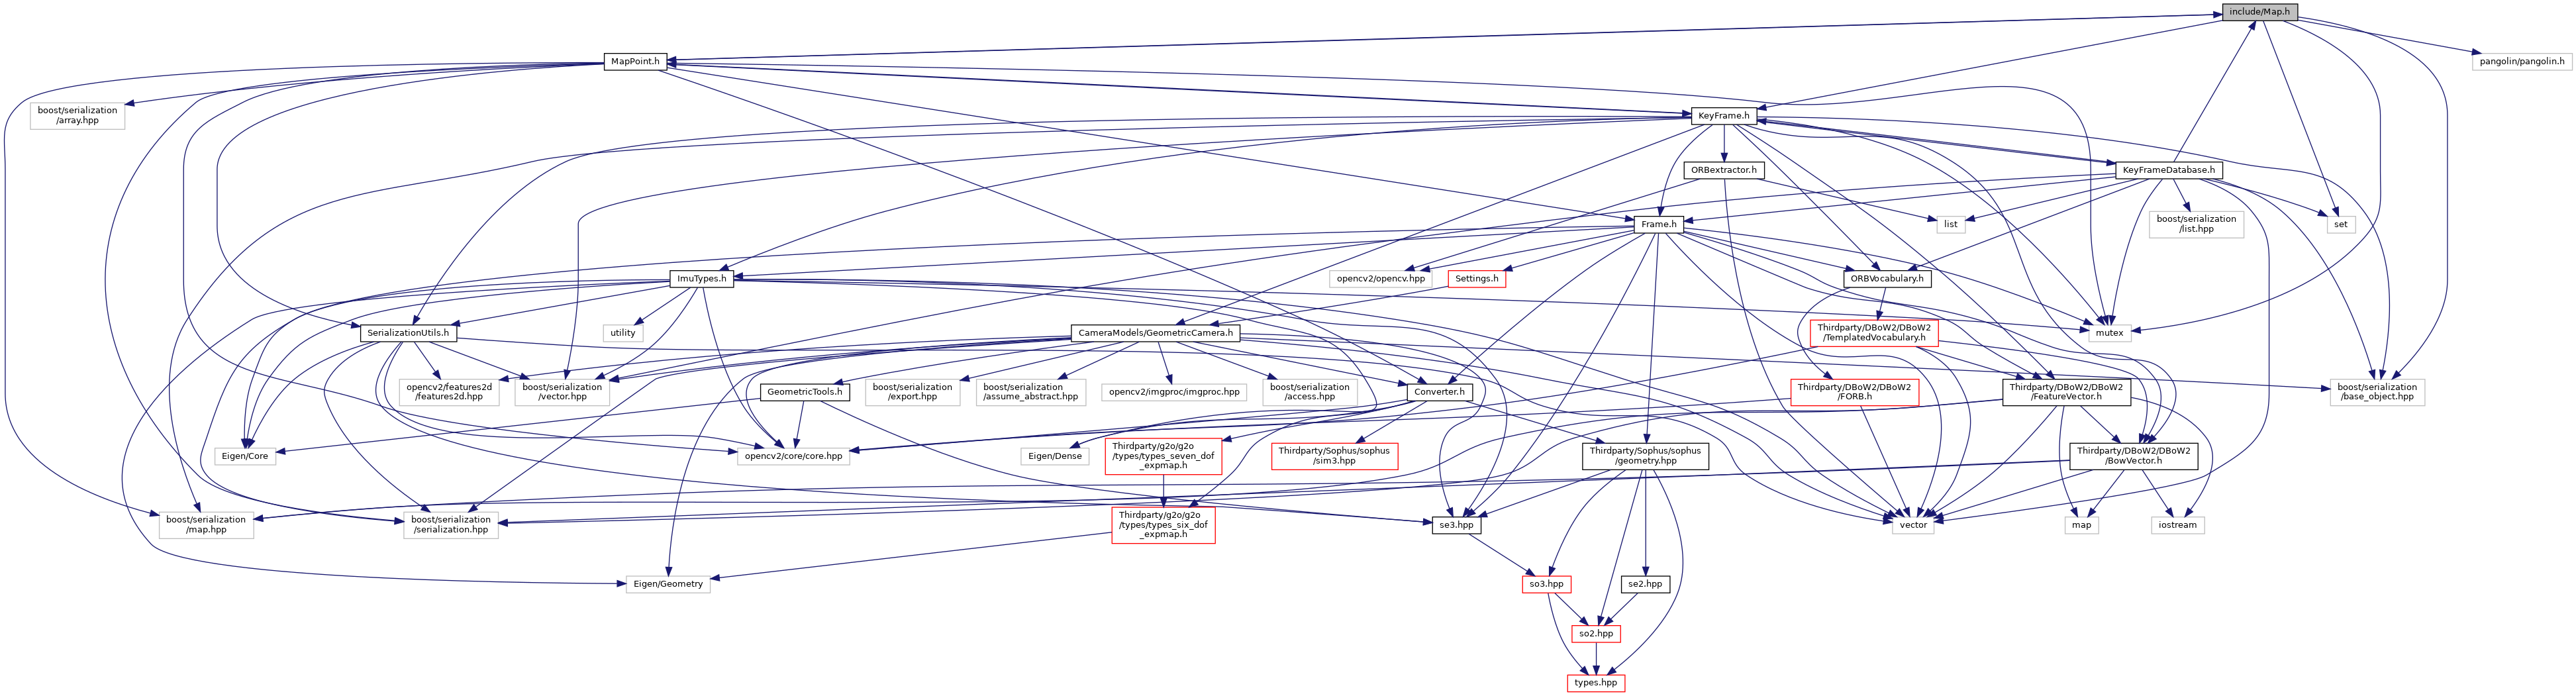 include/Map.h
MapPoint.h
pangolin/pangolin.h
boost/serialization
/array.hpp
KeyFrame.h
ORBextractor.h
KeyFrameDatabase.h
Frame.h
list
boost/serialization
/list.hpp
set
ImuTypes.h
opencv2/opencv.hpp
Settings.h
ORBVocabulary.h
SerializationUtils.h
utility
CameraModels/GeometricCamera.h
Thirdparty/DBoW2/DBoW2
/TemplatedVocabulary.h
mutex
opencv2/features2d
/features2d.hpp
boost/serialization
/vector.hpp
GeometricTools.h
boost/serialization
/export.hpp
boost/serialization
/assume_abstract.hpp
opencv2/imgproc/imgproc.hpp
boost/serialization
/access.hpp
Converter.h
Thirdparty/DBoW2/DBoW2
/FORB.h
Thirdparty/DBoW2/DBoW2
/FeatureVector.h
boost/serialization
/base_object.hpp
Eigen/Core
opencv2/core/core.hpp
Eigen/Dense
Thirdparty/g2o/g2o
/types/types_seven_dof
_expmap.h
Thirdparty/Sophus/sophus
/sim3.hpp
Thirdparty/Sophus/sophus
/geometry.hpp
Thirdparty/DBoW2/DBoW2
/BowVector.h
boost/serialization
/map.hpp
boost/serialization
/serialization.hpp
Thirdparty/g2o/g2o
/types/types_six_dof
_expmap.h
se3.hpp
vector
map
iostream
Eigen/Geometry
so3.hpp
se2.hpp
so2.hpp
types.hpp